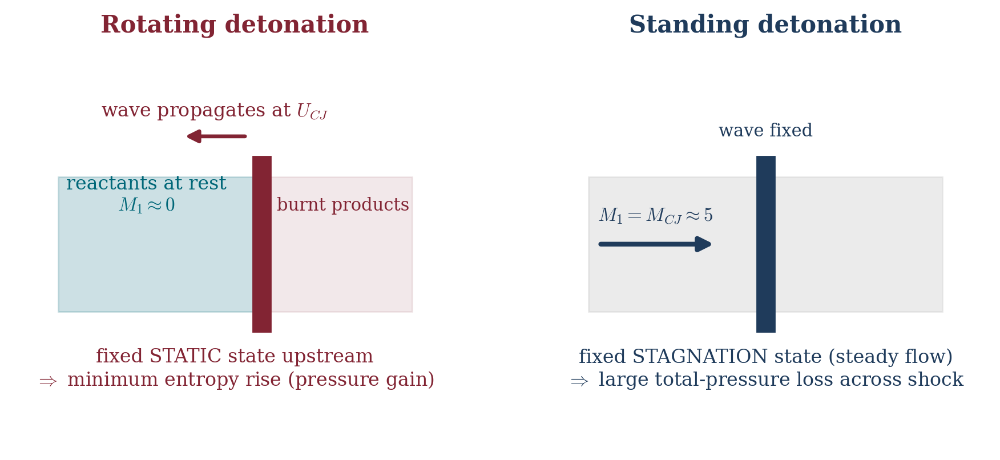 Rotating detonation
wave propagates at U_CJ
reactants at rest
M_1 ≈ 0
burnt products
fixed STATIC state upstream
⇒ minimum entropy rise (pressure gain)
Standing detonation
wave fixed
M_1 = M_CJ ≈ 5
fixed STAGNATION state (steady flow)
⇒ large total-pressure loss across shock